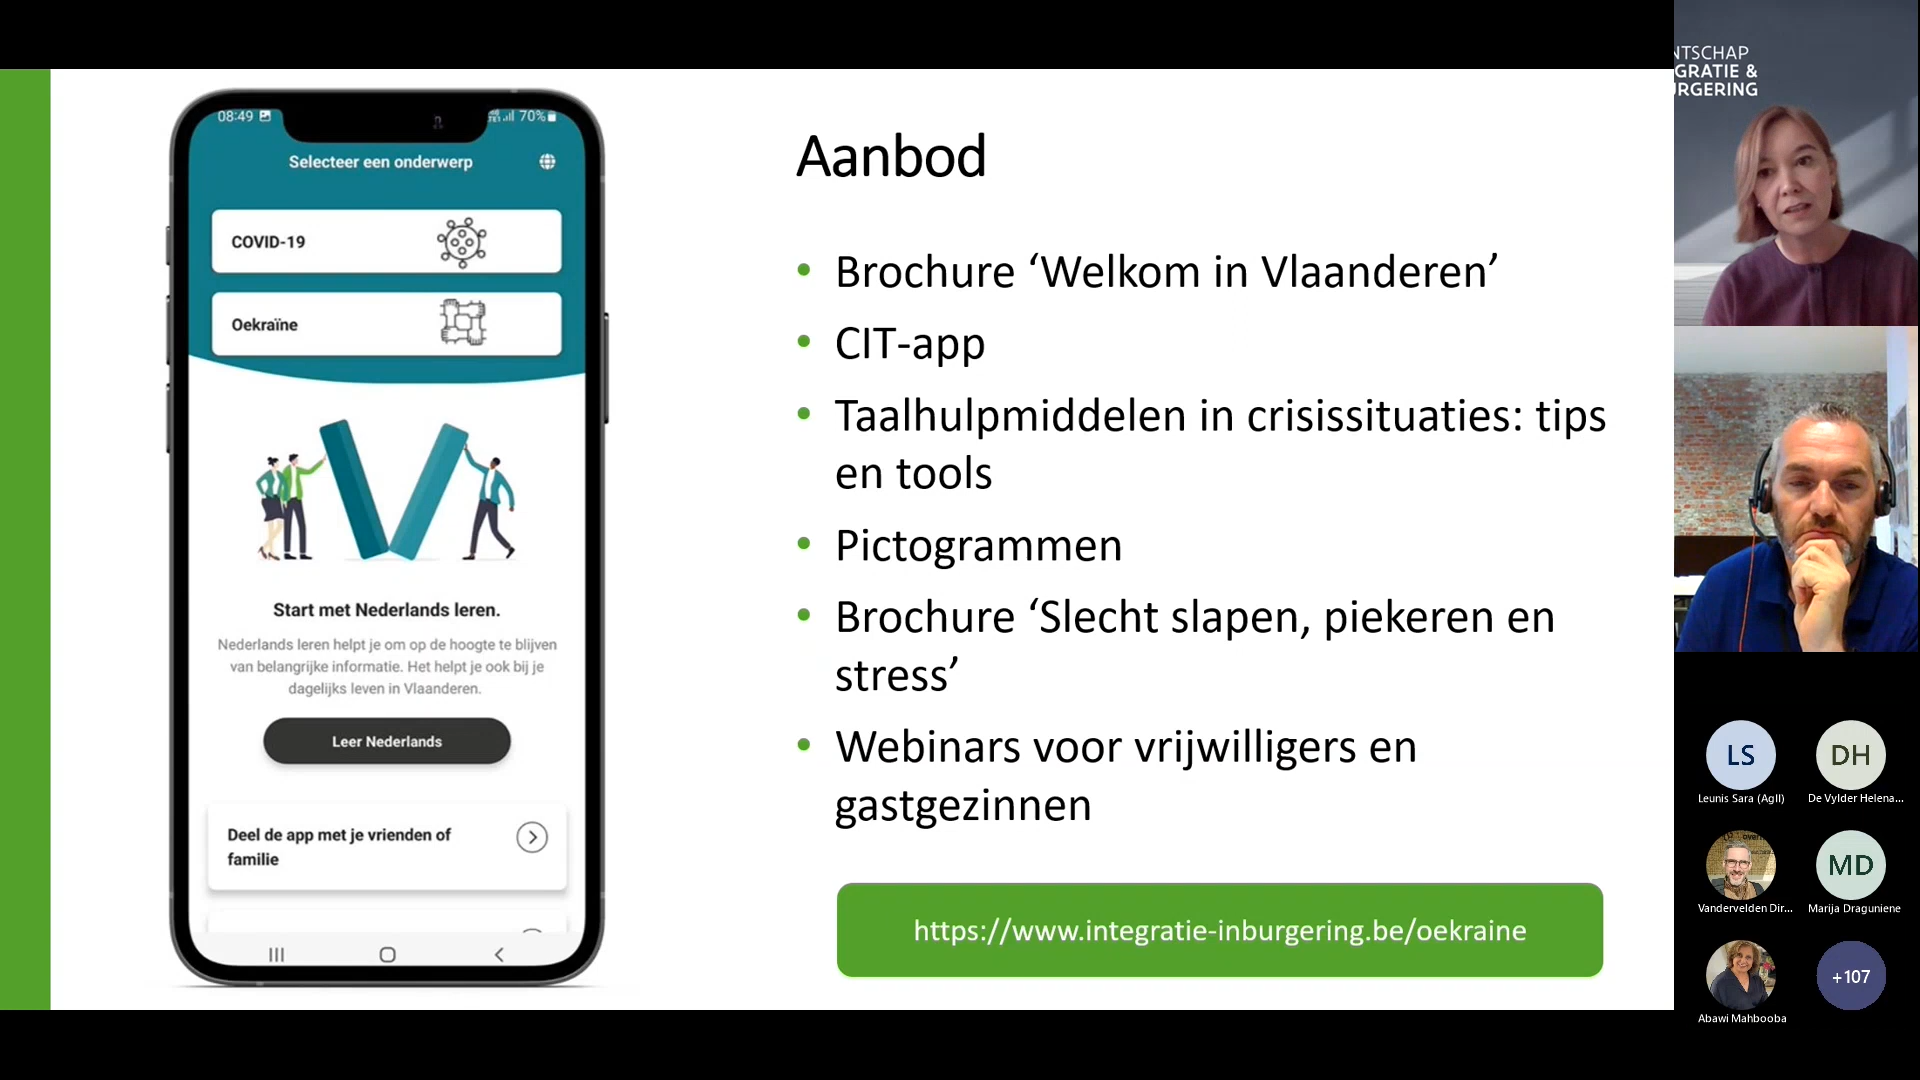 08:49
70%
Selecteer een onderwerp
COVID-19
Oekraïne
Start met Nederlands leren.
Nederlands leren helpt je om op de hoogte te blijven
van belangrijke informatie. Het helpt je ook bij je
dagelijks leven in Vlaanderen.
Leer Nederlands
Deel de app met je vrienden of
familie
Aanbod
• Brochure ‘Welkom in Vlaanderen’
• CIT-app
• Taalhulpmiddelen in crisissituaties: tips
en tools
• Pictogrammen
• Brochure ‘Slecht slapen, piekeren en
stress’
• Webinars voor vrijwilligers en
gastgezinnen
https://www.integratie-inburgering.be/oekraine
NTSCHAP
GRATIE &
URGERING
LS
Leunis Sara (AgII)
DH
De Vylder Helena...
Vandervelden Dir...
MD
Marija Draguniene
Abawi Mahbooba
+107